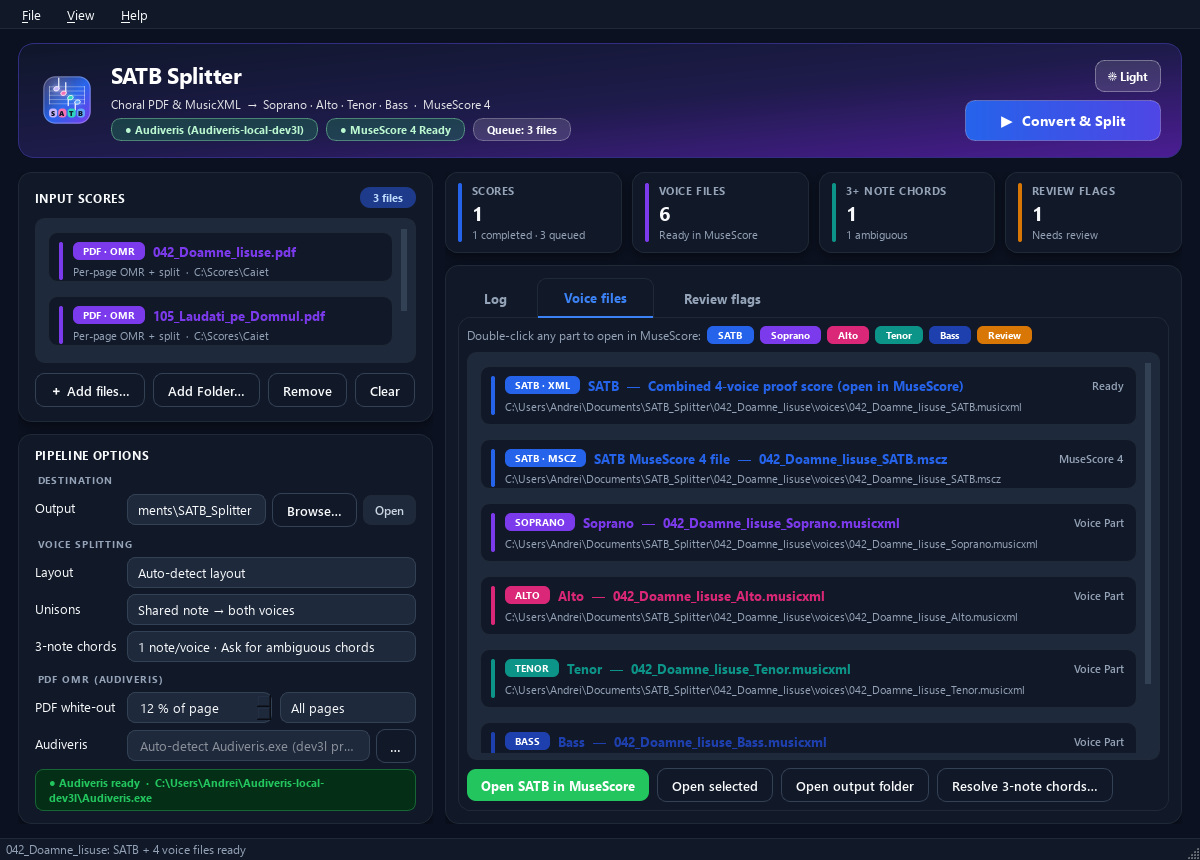 File View Help
SATB Splitter
Choral PDF & MusicXML → Soprano · Alto · Tenor · Bass · MuseScore 4
● Audiveris (Audiveris-local-dev3l) ● MuseScore 4 Ready Queue: 3 files
☼ Light
▶ Convert & Split
S A T B
INPUT SCORES 3 files
PDF · OMR 042_Doamne_Iisuse.pdf
Per-page OMR + split · C:\Scores\Caiet
PDF · OMR 105_Laudati_pe_Domnul.pdf
Per-page OMR + split · C:\Scores\Caiet
+ Add files... Add Folder... Remove Clear
PIPELINE OPTIONS
DESTINATION
Output ments\SATB_Splitter Browse... Open
VOICE SPLITTING
Layout Auto-detect layout
Unisons Shared note → both voices
3-note chords 1 note/voice · Ask for ambiguous chords
PDF OMR (AUDIVERIS)
PDF white-out 12 % of page All pages
Audiveris Auto-detect Audiveris.exe (dev3l pr... ...
● Audiveris ready · C:\Users\Andrei\Audiveris-local-
dev3l\Audiveris.exe
SCORES
1
1 completed · 3 queued
VOICE FILES
6
Ready in MuseScore
3+ NOTE CHORDS
1
1 ambiguous
REVIEW FLAGS
1
Needs review
Log Voice files Review flags
Double-click any part to open in MuseScore: SATB Soprano Alto Tenor Bass Review
SATB · XML SATB — Combined 4-voice proof score (open in MuseScore) Ready
C:\Users\Andrei\Documents\SATB_Splitter\042_Doamne_Iisuse\voices\042_Doamne_Iisuse_SATB.musicxml
SATB · MSCZ SATB MuseScore 4 file — 042_Doamne_Iisuse_SATB.mscz MuseScore 4
C:\Users\Andrei\Documents\SATB_Splitter\042_Doamne_Iisuse\voices\042_Doamne_Iisuse_SATB.mscz
SOPRANO Soprano — 042_Doamne_Iisuse_Soprano.musicxml Voice Part
C:\Users\Andrei\Documents\SATB_Splitter\042_Doamne_Iisuse\voices\042_Doamne_Iisuse_Soprano.musicxml
ALTO Alto — 042_Doamne_Iisuse_Alto.musicxml Voice Part
C:\Users\Andrei\Documents\SATB_Splitter\042_Doamne_Iisuse\voices\042_Doamne_Iisuse_Alto.musicxml
TENOR Tenor — 042_Doamne_Iisuse_Tenor.musicxml Voice Part
C:\Users\Andrei\Documents\SATB_Splitter\042_Doamne_Iisuse\voices\042_Doamne_Iisuse_Tenor.musicxml
BASS Bass — 042_Doamne_Iisuse_Bass.musicxml Voice Part
Open SATB in MuseScore Open selected Open output folder Resolve 3-note chords...
042_Doamne_Iisuse: SATB + 4 voice files ready